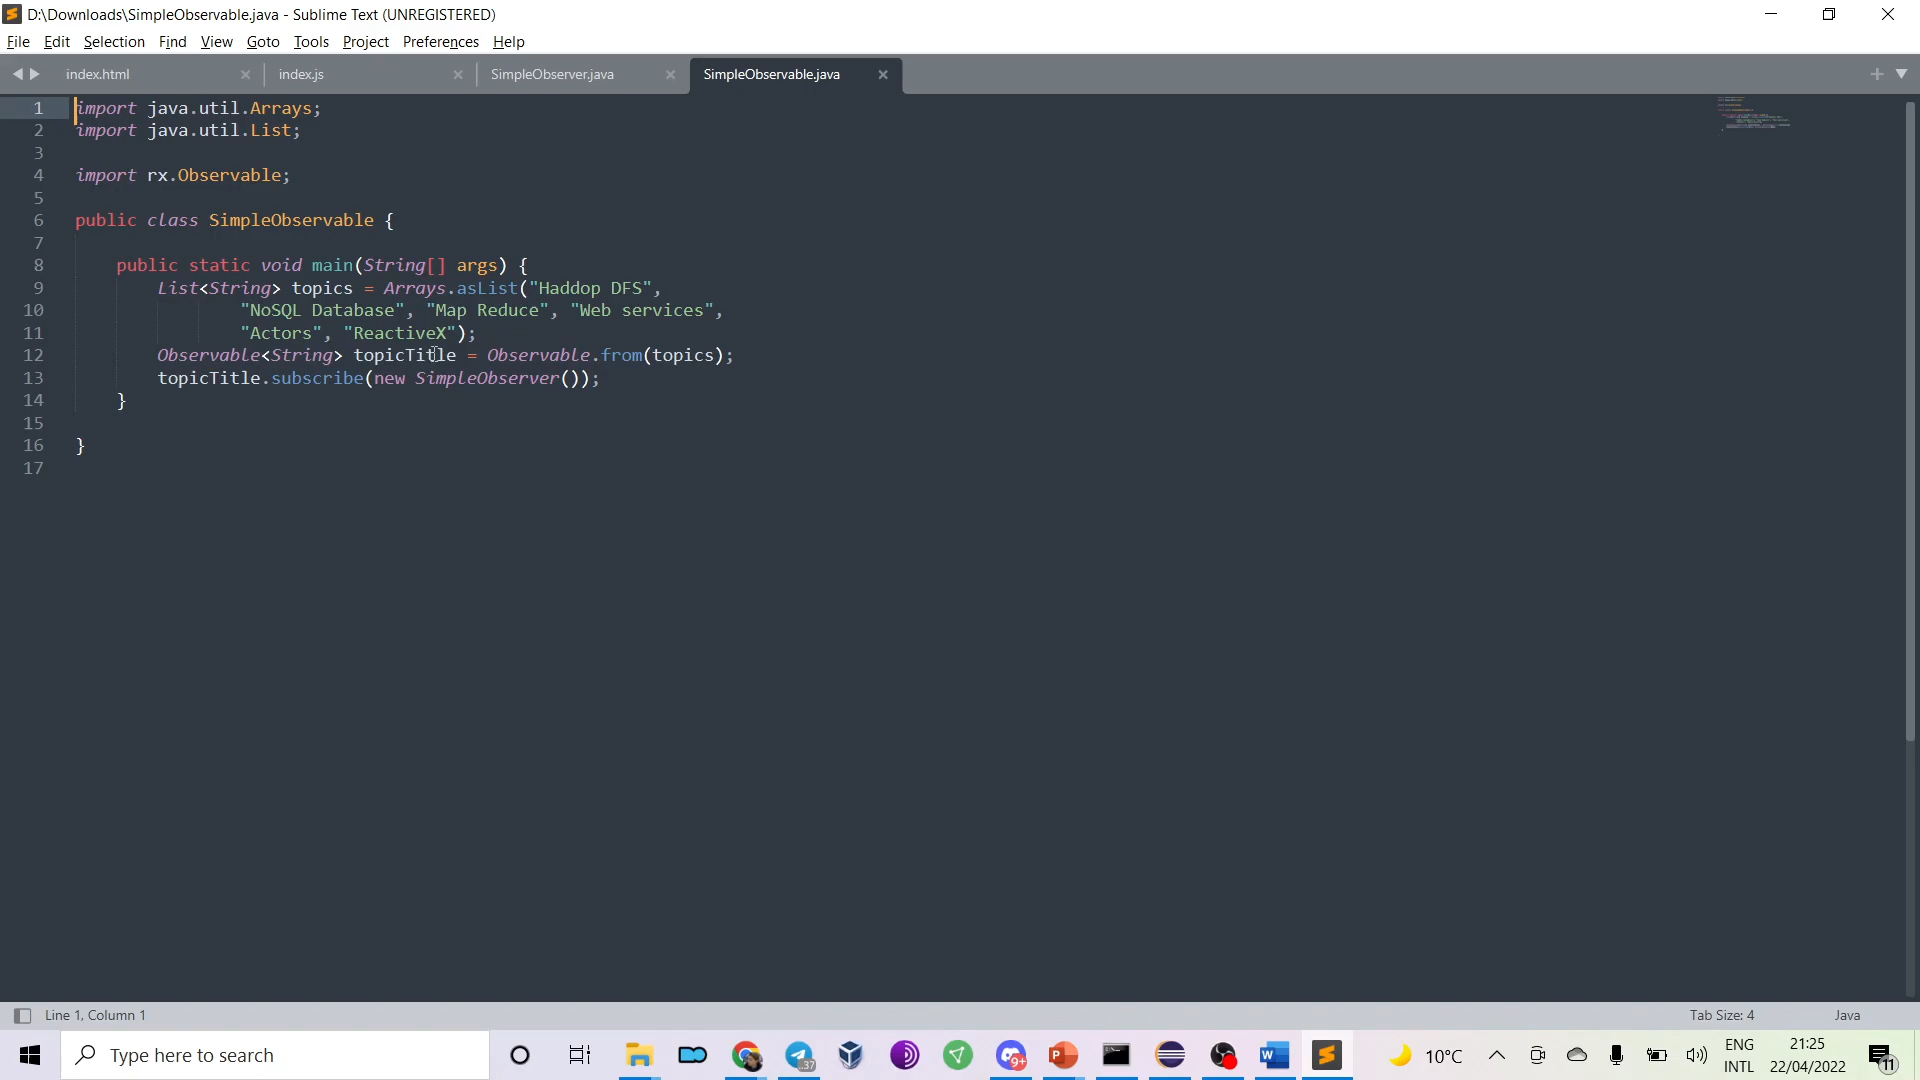 D:\Downloads\SimpleObservable.java - Sublime Text (UNREGISTERED)
File Edit Selection Find View Goto Tools Project Preferences Help
index.html index.js SimpleObserver.java SimpleObservable.java
1 import java.util.Arrays;
2 import java.util.List;
3
4 import rx.Observable;
5
6 public class SimpleObservable {
7
8 public static void main(String[] args) {
9 List<String> topics = Arrays.asList("Haddop DFS",
10 "NoSQL Database", "Map Reduce", "Web services",
11 "Actors", "ReactiveX");
12 Observable<String> topicTitle = Observable.from(topics);
13 topicTitle.subscribe(new SimpleObserver());
14 }
15
16 }
17
Line 1, Column 1 Tab Size: 4 Java
Type here to search 37 9+ 10°C ENG INTL 21:25 22/04/2022 11